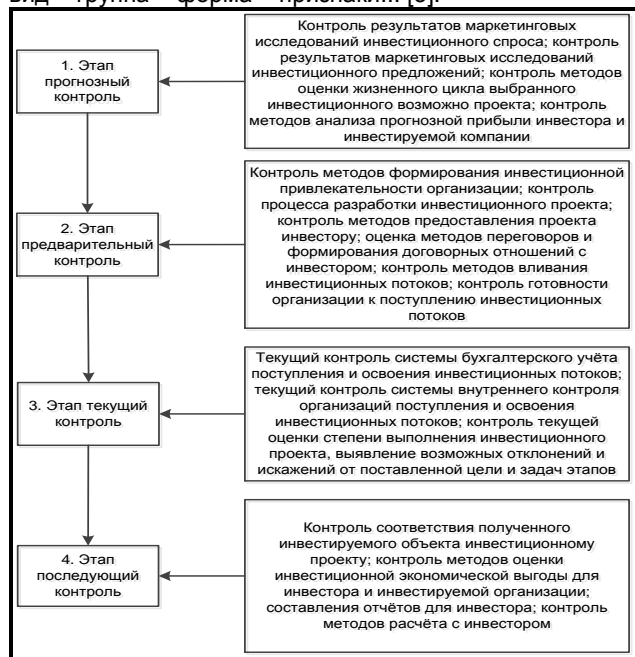 вид – группа – форма – признаки... [6].
Контроль результатов маркетинговых
исследований инвестиционного спроса; контроль
результатов маркетинговых исследований
инвестиционного предложений; контроль методов
оценки жизненного цикла выбранного
инвестиционного возможно проекта; контроль
методов анализа прогнозной прибыли инвестора и
инвестируемой компании
1. Этап
прогнозный
контроль
Контроль методов формирования инвестиционной
привлекательности организации; контроль
процесса разработки инвестиционного проекта;
контроль методов предоставления проекта
инвестору; оценка методов переговоров и
формирования договорных отношений с
инвестором; контроль методов вливания
инвестиционных потоков; контроль готовности
организации к поступлению инвестиционных
потоков
2. Этап
предварительный
контроль
Текущий контроль системы бухгалтерского учёта
поступления и освоения инвестиционных потоков;
текущий контроль системы внутреннего контроля
организаций поступления и освоения
инвестиционных потоков; контроль текущей
оценки степени выполнения инвестиционного
проекта, выявление возможных отклонений и
искажений от поставленной цели и задач этапов
3. Этап текущий
контроль
Контроль соответствия полученного
инвестируемого объекта инвестиционному
проекту; контроль методов оценки
инвестиционной экономической выгоды для
инвестора и инвестируемой организации;
составления отчётов для инвестора; контроль
методов расчёта с инвестором
4. Этап
последующий
контроль